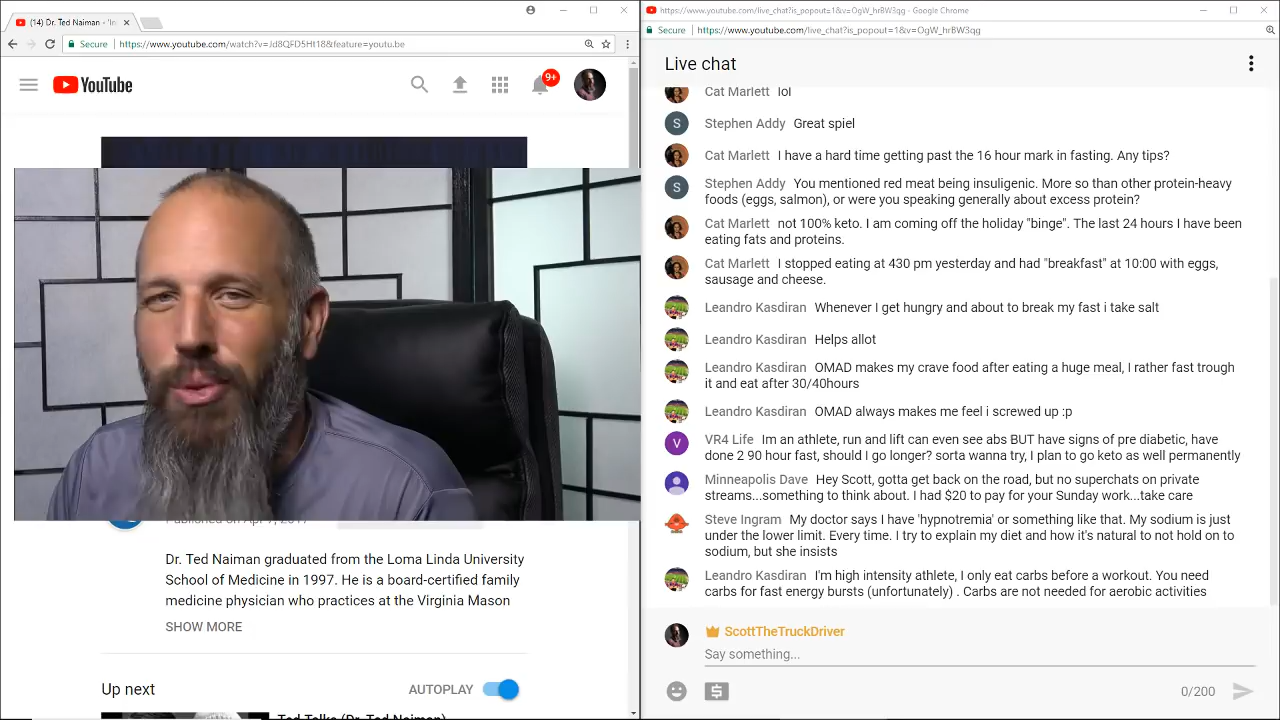 (14) Dr. Ted Naiman - 'In
Secure https://www.youtube.com/watch?v=Jd8QFD5Ht18&feature=youtu.be
YouTube
9+
Published on Apr 7, 2017
Dr. Ted Naiman graduated from the Loma Linda University
School of Medicine in 1997. He is a board-certified family
medicine physician who practices at the Virginia Mason
SHOW MORE
Up next
AUTOPLAY
Ted Talks (Dr. Ted Naiman)
https://www.youtube.com/live_chat?is_popout=1&v=OgW_hrBW3qg - Google Chrome
Secure https://www.youtube.com/live_chat?is_popout=1&v=OgW_hrBW3qg
Live chat
Cat Marlett lol
S
Stephen Addy Great spiel
Cat Marlett I have a hard time getting past the 16 hour mark in fasting. Any tips?
S
Stephen Addy You mentioned red meat being insuligenic. More so than other protein-heavy
foods (eggs, salmon), or were you speaking generally about excess protein?
Cat Marlett not 100% keto. I am coming off the holiday "binge". The last 24 hours I have been
eating fats and proteins.
Cat Marlett I stopped eating at 430 pm yesterday and had "breakfast" at 10:00 with eggs,
sausage and cheese.
Leandro Kasdiran Whenever I get hungry and about to break my fast i take salt
Leandro Kasdiran Helps allot
Leandro Kasdiran OMAD makes my crave food after eating a huge meal, I rather fast trough
it and eat after 30/40hours
Leandro Kasdiran OMAD always makes me feel i screwed up :p
V
VR4 Life Im an athlete, run and lift can even see abs BUT have signs of pre diabetic, have
done 2 90 hour fast, should I go longer? sorta wanna try, I plan to go keto as well permanently
Minneapolis Dave Hey Scott, gotta get back on the road, but no superchats on private
streams...something to think about. I had $20 to pay for your Sunday work...take care
Steve Ingram My doctor says I have 'hypnotremia' or something like that. My sodium is just
under the lower limit. Every time. I try to explain my diet and how it's natural to not hold on to
sodium, but she insists
Leandro Kasdiran I'm high intensity athlete, I only eat carbs before a workout. You need
carbs for fast energy bursts (unfortunately) . Carbs are not needed for aerobic activities
ScottTheTruckDriver
Say something...
0/200